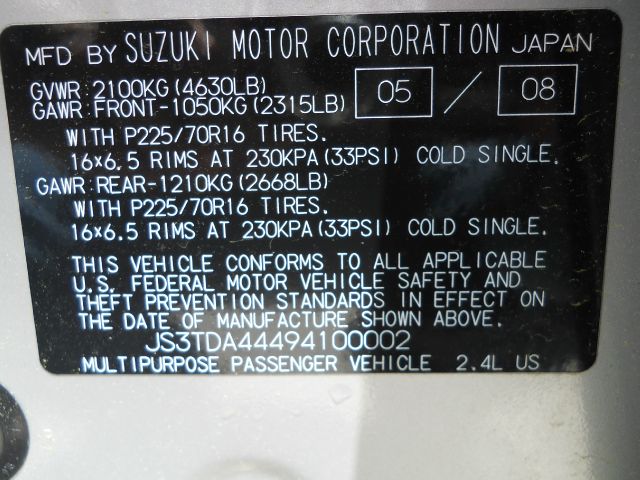 MFD BY SUZUKI MOTOR CORPORATION JAPAN
GVWR : 2100KG (4630LB)
GAWR : FRONT-1050KG (2315LB) 05 / 08
WITH P225/70R16 TIRES.
16×6.5 RIMS AT 230KPA (33PSI) COLD SINGLE.
GAWR : REAR-1210KG (2668LB)
WITH P225/70R16 TIRES.
16×6.5 RIMS AT 230KPA (33PSI) COLD SINGLE.
THIS VEHICLE CONFORMS TO ALL APPLICABLE
U.S. FEDERAL MOTOR VEHICLE SAFETY AND
THEFT PREVENTION STANDARDS IN EFFECT ON
THE DATE OF MANUFACTURE SHOWN ABOVE.
JS3TDA44494100002
MULTIPURPOSE PASSENGER VEHICLE 2.4L US